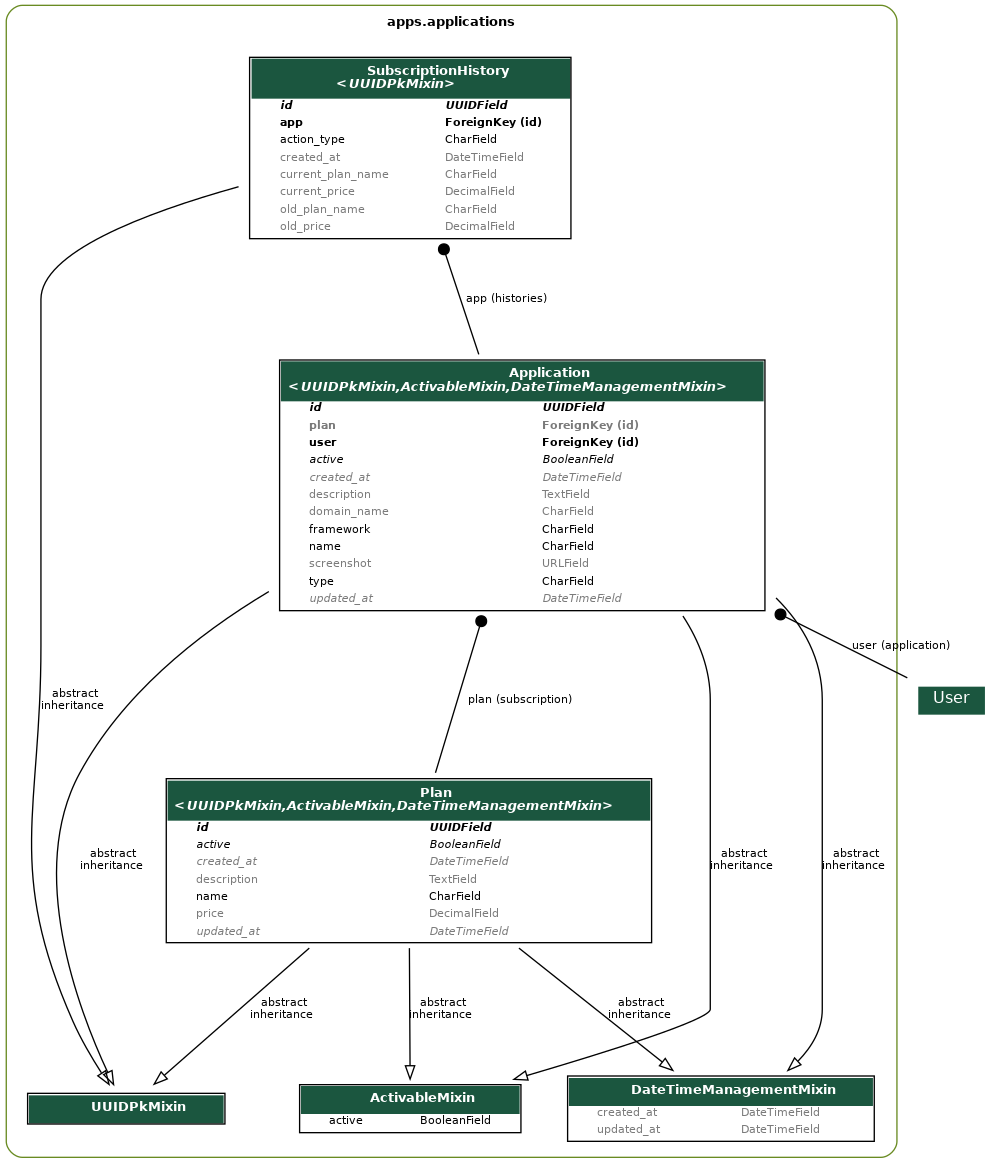 apps.applications
SubscriptionHistory
<UUIDPkMixin>
id UUIDField
app ForeignKey (id)
action_type CharField
created_at DateTimeField
current_plan_name CharField
current_price DecimalField
old_plan_name CharField
old_price DecimalField
app (histories)
Application
<UUIDPkMixin,ActivableMixin,DateTimeManagementMixin>
id UUIDField
plan ForeignKey (id)
user ForeignKey (id)
active BooleanField
created_at DateTimeField
description TextField
domain_name CharField
framework CharField
name CharField
screenshot URLField
type CharField
updated_at DateTimeField
user (application)
User
abstract
inheritance
plan (subscription)
Plan
<UUIDPkMixin,ActivableMixin,DateTimeManagementMixin>
id UUIDField
active BooleanField
created_at DateTimeField
description TextField
name CharField
price DecimalField
updated_at DateTimeField
abstract
inheritance
abstract
inheritance
abstract
inheritance
abstract
inheritance
abstract
inheritance
abstract
inheritance
UUIDPkMixin
ActivableMixin
active BooleanField
DateTimeManagementMixin
created_at DateTimeField
updated_at DateTimeField